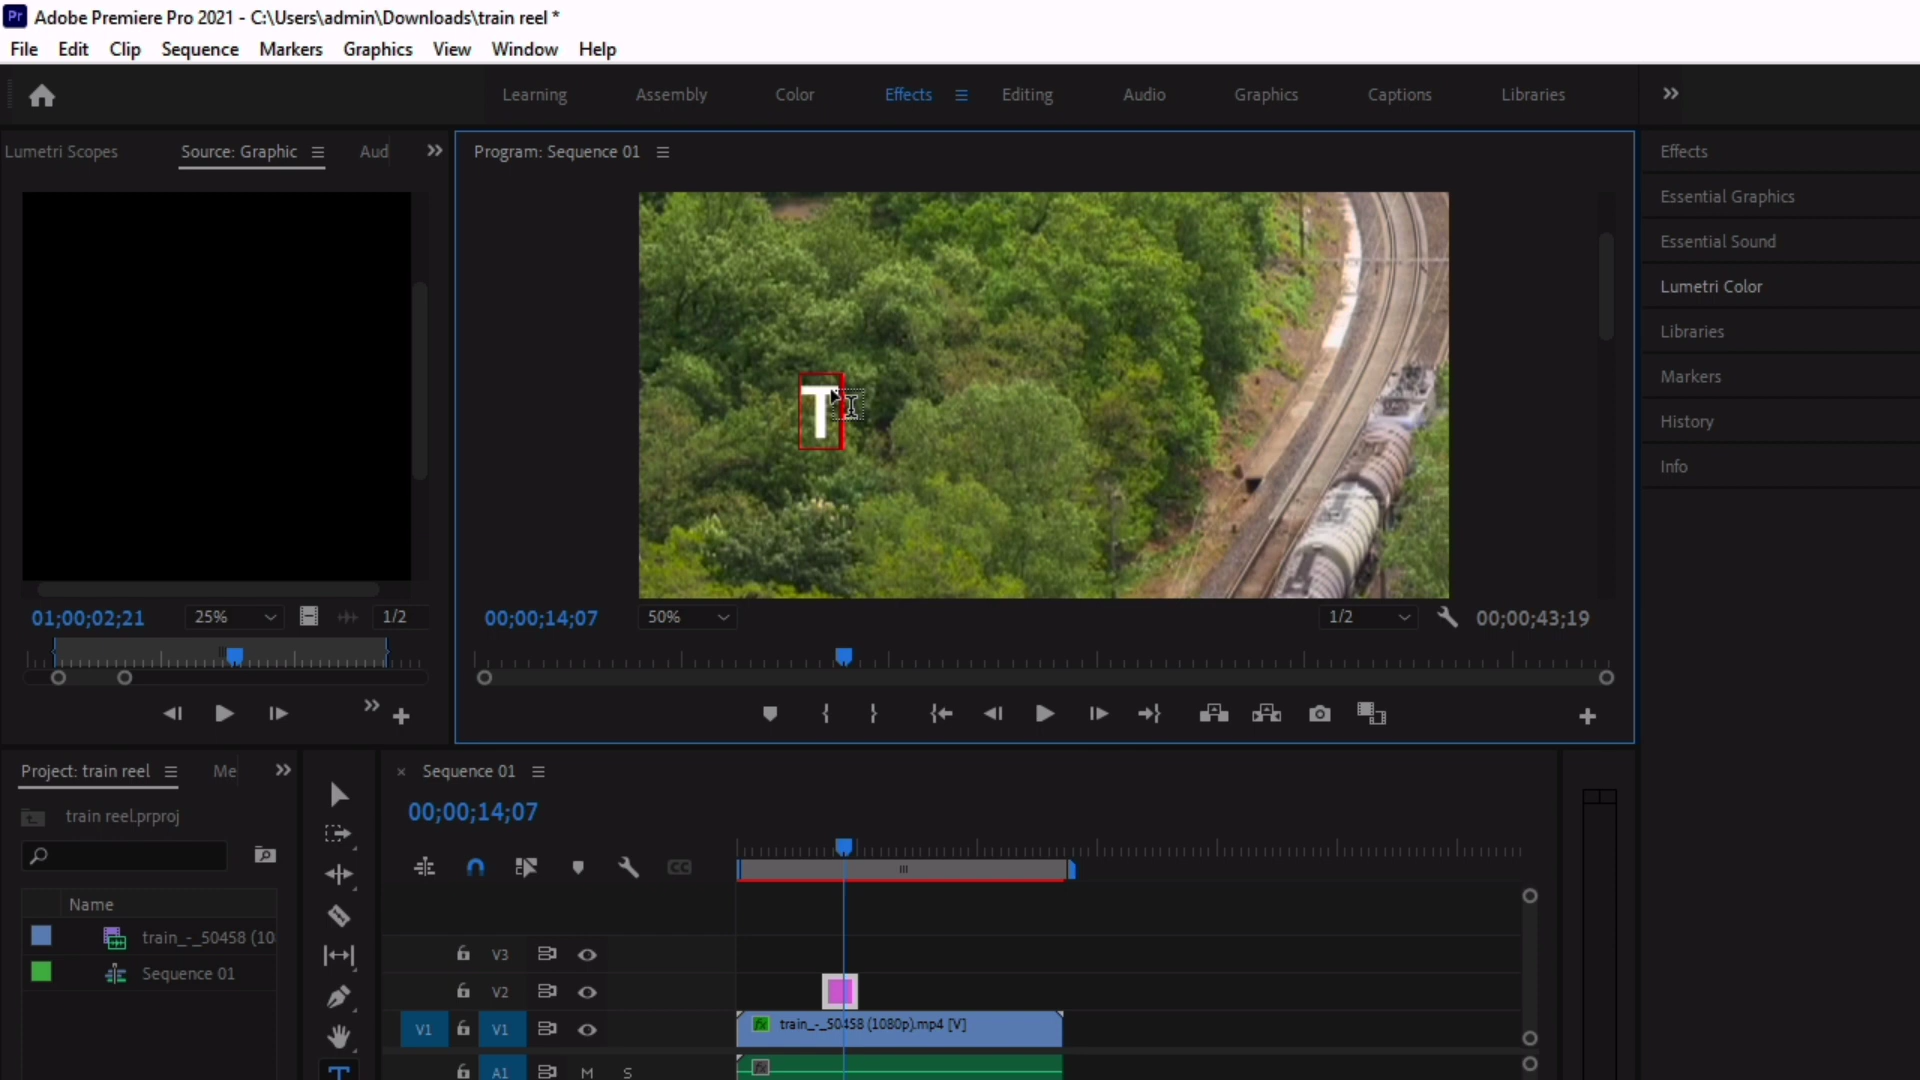 Pr Adobe Premiere Pro 2021 - C:\Users\admin\Downloads\train reel *
File Edit Clip Sequence Markers Graphics View Window Help
Learning Assembly Color Effects Editing Audio Graphics Captions Libraries
Lumetri Scopes Source: Graphic Aud
Program: Sequence 01
T
01;00;02;21 25% 1/2
00;00;14;07 50% 1/2 00;00;43;19
Effects
Essential Graphics
Essential Sound
Lumetri Color
Libraries
Markers
History
Info
Project: train reel Me
train reel.prproj
Name
train_-_50458 (10
Sequence 01
Sequence 01
00;00;14;07
V3
V2
V1 V1 train_-_50458 (1080p).mp4 [V]
A1 M S